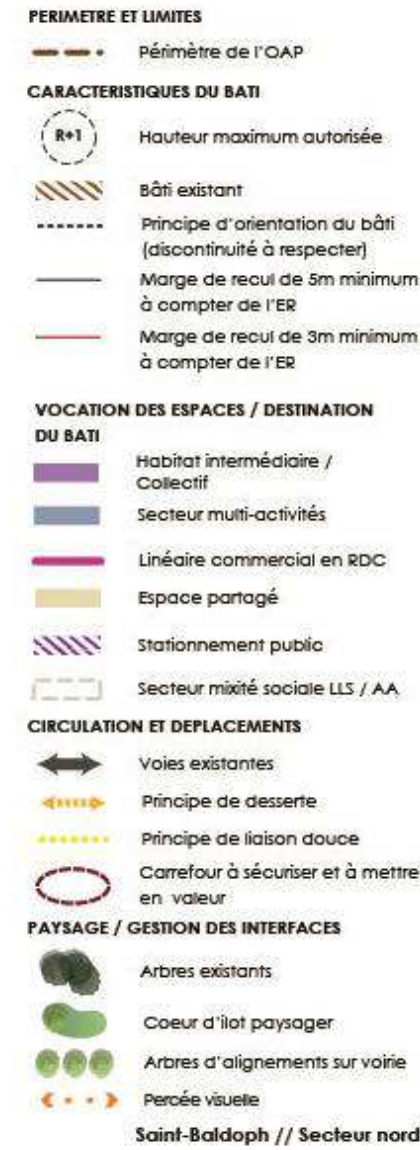 PERIMETRE ET LIMITES
Périmètre de l'OAP
CARACTERISTIQUES DU BATI
R+1
Hauteur maximum autorisée
Bâti existant
Principe d'orientation du bâti
(discontinuité à respecter)
Marge de recul de 5m minimum
à compter de l'ER
Marge de recul de 3m minimum
à compter de l'ER
VOCATION DES ESPACES / DESTINATION
DU BATI
Habitat intermédiaire /
Collectif
Secteur multi-activités
Linéaire commercial en RDC
Espace partagé
Stationnement public
Secteur mixité sociale LLS / AA
CIRCULATION ET DEPLACEMENTS
Voies existantes
Principe de desserte
Principe de liaison douce
Carrefour à sécuriser et à mettre
en valeur
PAYSAGE / GESTION DES INTERFACES
Arbres existants
Coeur d'ilot paysager
Arbres d'alignements sur voirie
Percée visuelle
Saint-Baldoph // Secteur nord